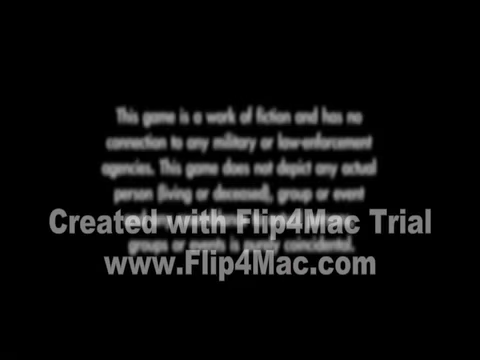 This game is a work of fiction and has no
connection to any military or law-enforcement
agencies. This game does not depict any actual
person (living or deceased), group or event
Created with Flip4Mac Trial
groups or events is purely coincidental.
www.Flip4Mac.com